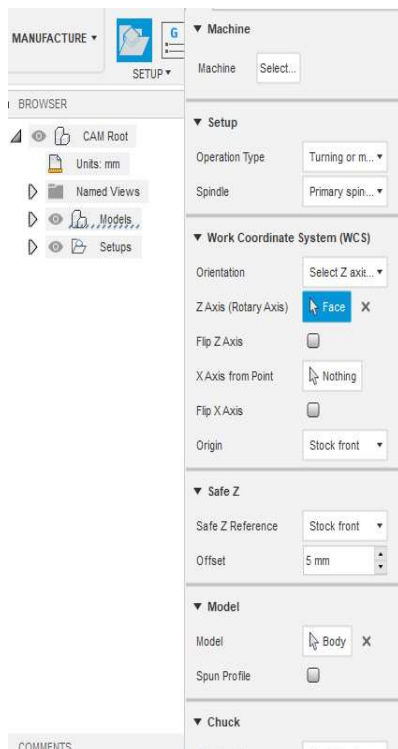 MANUFACTURE
G
SETUP
BROWSER
CAM Root
Units: mm
Named Views
Models
Setups
COMMENTS
Machine
Machine Select...
Setup
Operation Type Turning or m...
Spindle Primary spin...
Work Coordinate System (WCS)
Orientation Select Z axis...
Z Axis (Rotary Axis) Face
Flip Z Axis
X Axis from Point Nothing
Flip X Axis
Origin Stock front
Safe Z
Safe Z Reference Stock front
Offset 5 mm
Model
Model Body
Spun Profile
Chuck